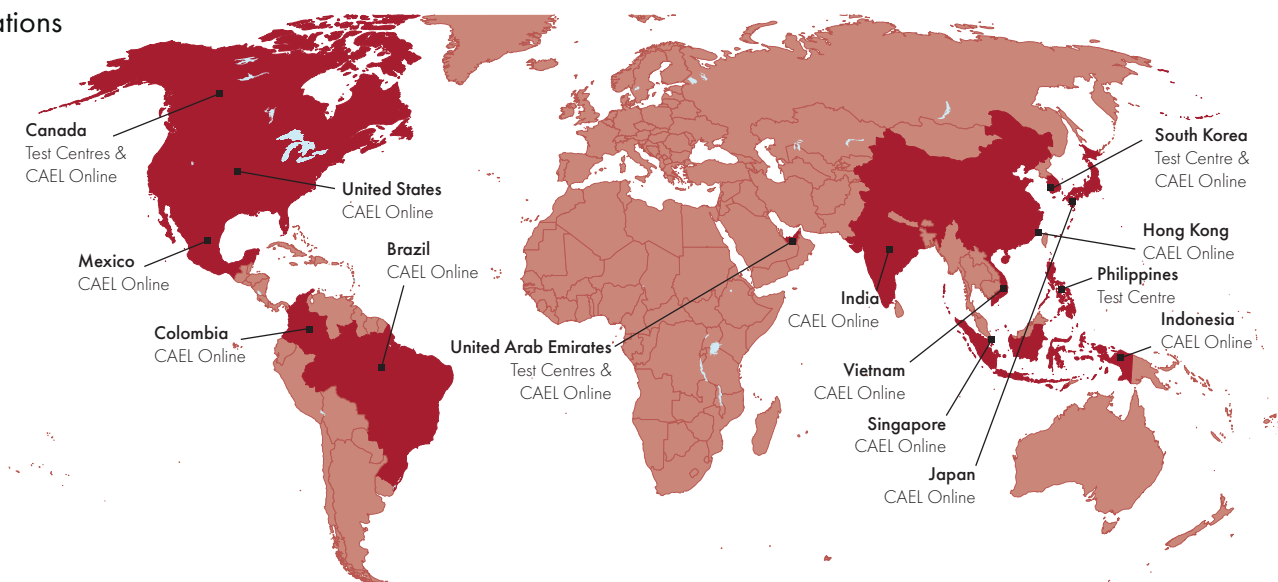 ations
Canada
Test Centres &
CAEL Online
United States
CAEL Online
Mexico
CAEL Online
Brazil
CAEL Online
Colombia
CAEL Online
United Arab Emirates
Test Centres &
CAEL Online
South Korea
Test Centre &
CAEL Online
Hong Kong
CAEL Online
Philippines
Test Centre
India
CAEL Online
Indonesia
CAEL Online
Vietnam
CAEL Online
Singapore
CAEL Online
Japan
CAEL Online